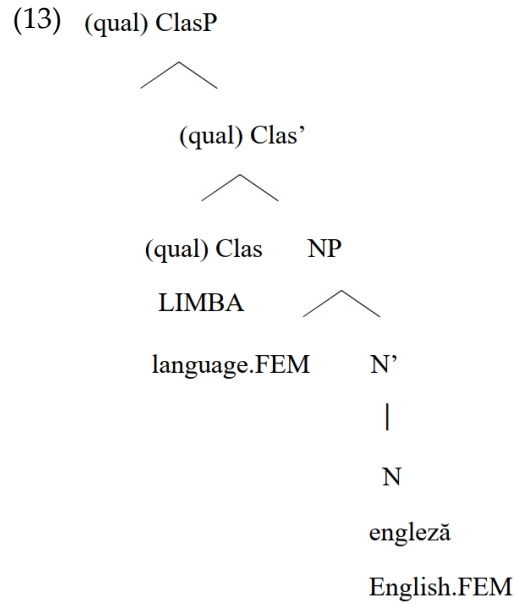 (13) (qual) ClasP
(qual) Clas’
(qual) Clas NP
LIMBA
language.FEM N’
N
engleză
English.FEM